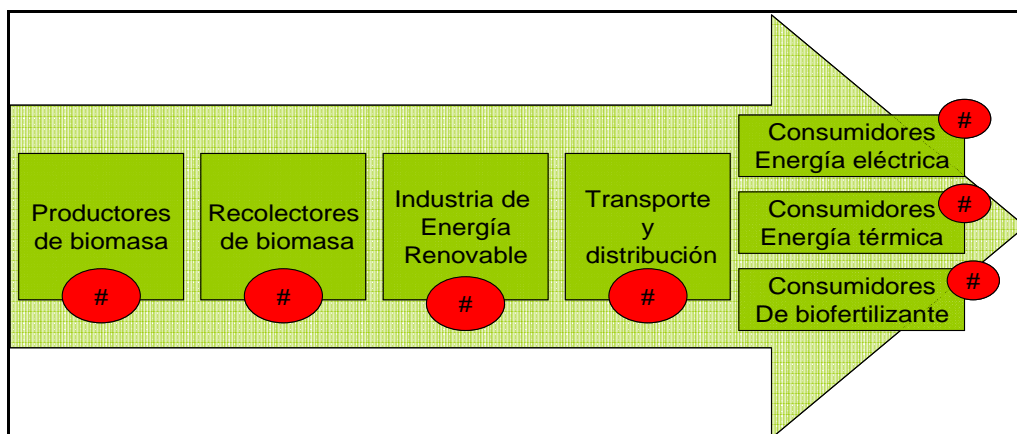 Productores
de biomasa
#
Recolectores
de biomasa
#
Industria de
Energía
Renovable
#
Transporte
y
distribución
#
Consumidores
Energía eléctrica
#
Consumidores
Energía térmica
#
Consumidores
De biofertilizante
#